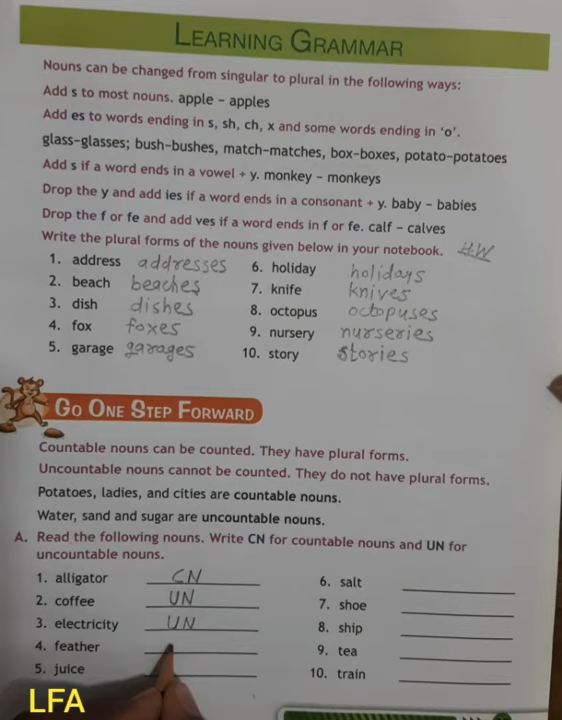 LEARNING GRAMMAR
Nouns can be changed from singular to plural in the following ways:
Add s to most nouns. apple – apples
Add es to words ending in s, sh, ch, x and some words ending in 'o'.
glass-glasses; bush-bushes, match-matches, box-boxes, potato-potatoes
Add s if a word ends in a vowel + y. monkey – monkeys
Drop the y and add ies if a word ends in a consonant + y. baby – babies
Drop the f or fe and add ves if a word ends in f or fe. calf – calves
Write the plural forms of the nouns given below in your notebook. H.W
1. address addresses 6. holiday holidays
2. beach beaches 7. knife knives
3. dish dishes 8. octopus octopuses
4. fox foxes 9. nursery nurseries
5. garage garages 10. story stories
GO ONE STEP FORWARD
Countable nouns can be counted. They have plural forms.
Uncountable nouns cannot be counted. They do not have plural forms.
Potatoes, ladies, and cities are countable nouns.
Water, sand and sugar are uncountable nouns.
A. Read the following nouns. Write CN for countable nouns and UN for
uncountable nouns.
1. alligator CN 6. salt
2. coffee UN 7. shoe
3. electricity UN 8. ship
4. feather 9. tea
5. juice 10. train
LFA